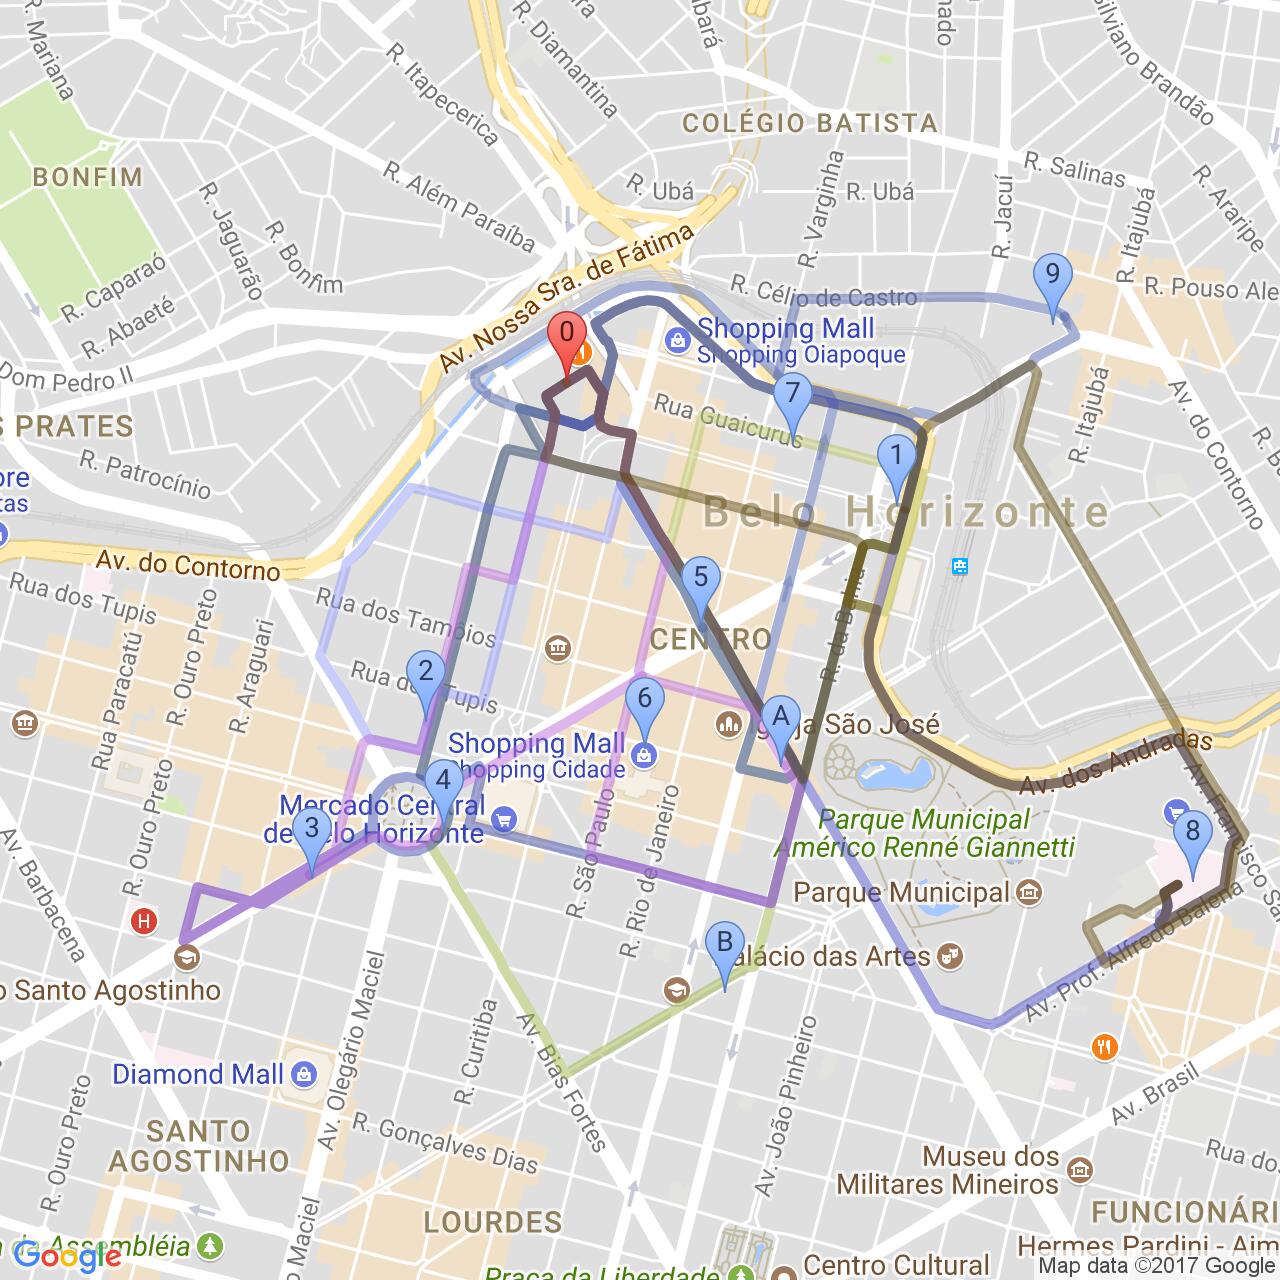 R. Mariana
R. Itapecerica
R. Diamantina
Silviano Brandão
COLÉGIO BATISTA
R. Salinas
R. Ubá
R. Ubá
R. Varginha
R. Jacuí
R. Itajubá
R. Araripe
BONFIM
R. Além Paraíba
R. Jaguarão
R. Bonfim
R. Caparaó
R. Abaeté
Av. Nossa Sra. de Fátima
R. Célio de Castro
R. Pouso Ale
9
0
Shopping Mall
Shopping Oiapoque
Dom Pedro II
7
Rua Guaicurus
R. Itajubá
Av. do Contorno
PRATES
R. Patrocínio
1
Belo Horizonte
Av. do Contorno
Rua dos Tupis
Rua dos Tamôios
5
CENTRO
R. da Bahia
R. Ouro Preto
R. Araguari
Rua Paracatú
2
Rua dos Tupis
6
A
Igreja São José
Shopping Mall
Shopping Cidade
Av. dos Andradas
Av. Francisco Sa
4
Mercado Central
de Belo Horizonte
3
8
Parque Municipal
Américo Renné Giannetti
R. Ouro Preto
R. São Paulo
R. Rio de Janeiro
Av. Barbacena
H
Parque Municipal
Av. Prof. Alfredo Balena
B
Palácio das Artes
o Santo Agostinho
R. Olegário Maciel
R. Curitiba
Av. Bias Fortes
R. João Pinheiro
Diamond Mall
Av. Olegário Maciel
R. Ouro Preto
Av. João Pinheiro
Av. Brasil
SANTO
AGOSTINHO
R. Gonçalves Dias
Museu dos
Militares Mineiros
Rua do
LOURDES
FUNCIONÁRI
Maciel
da Assembléia
Hermes Pardini - Aim
Google
Praça da Liberdade
Centro Cultural
Map data ©2017 Google